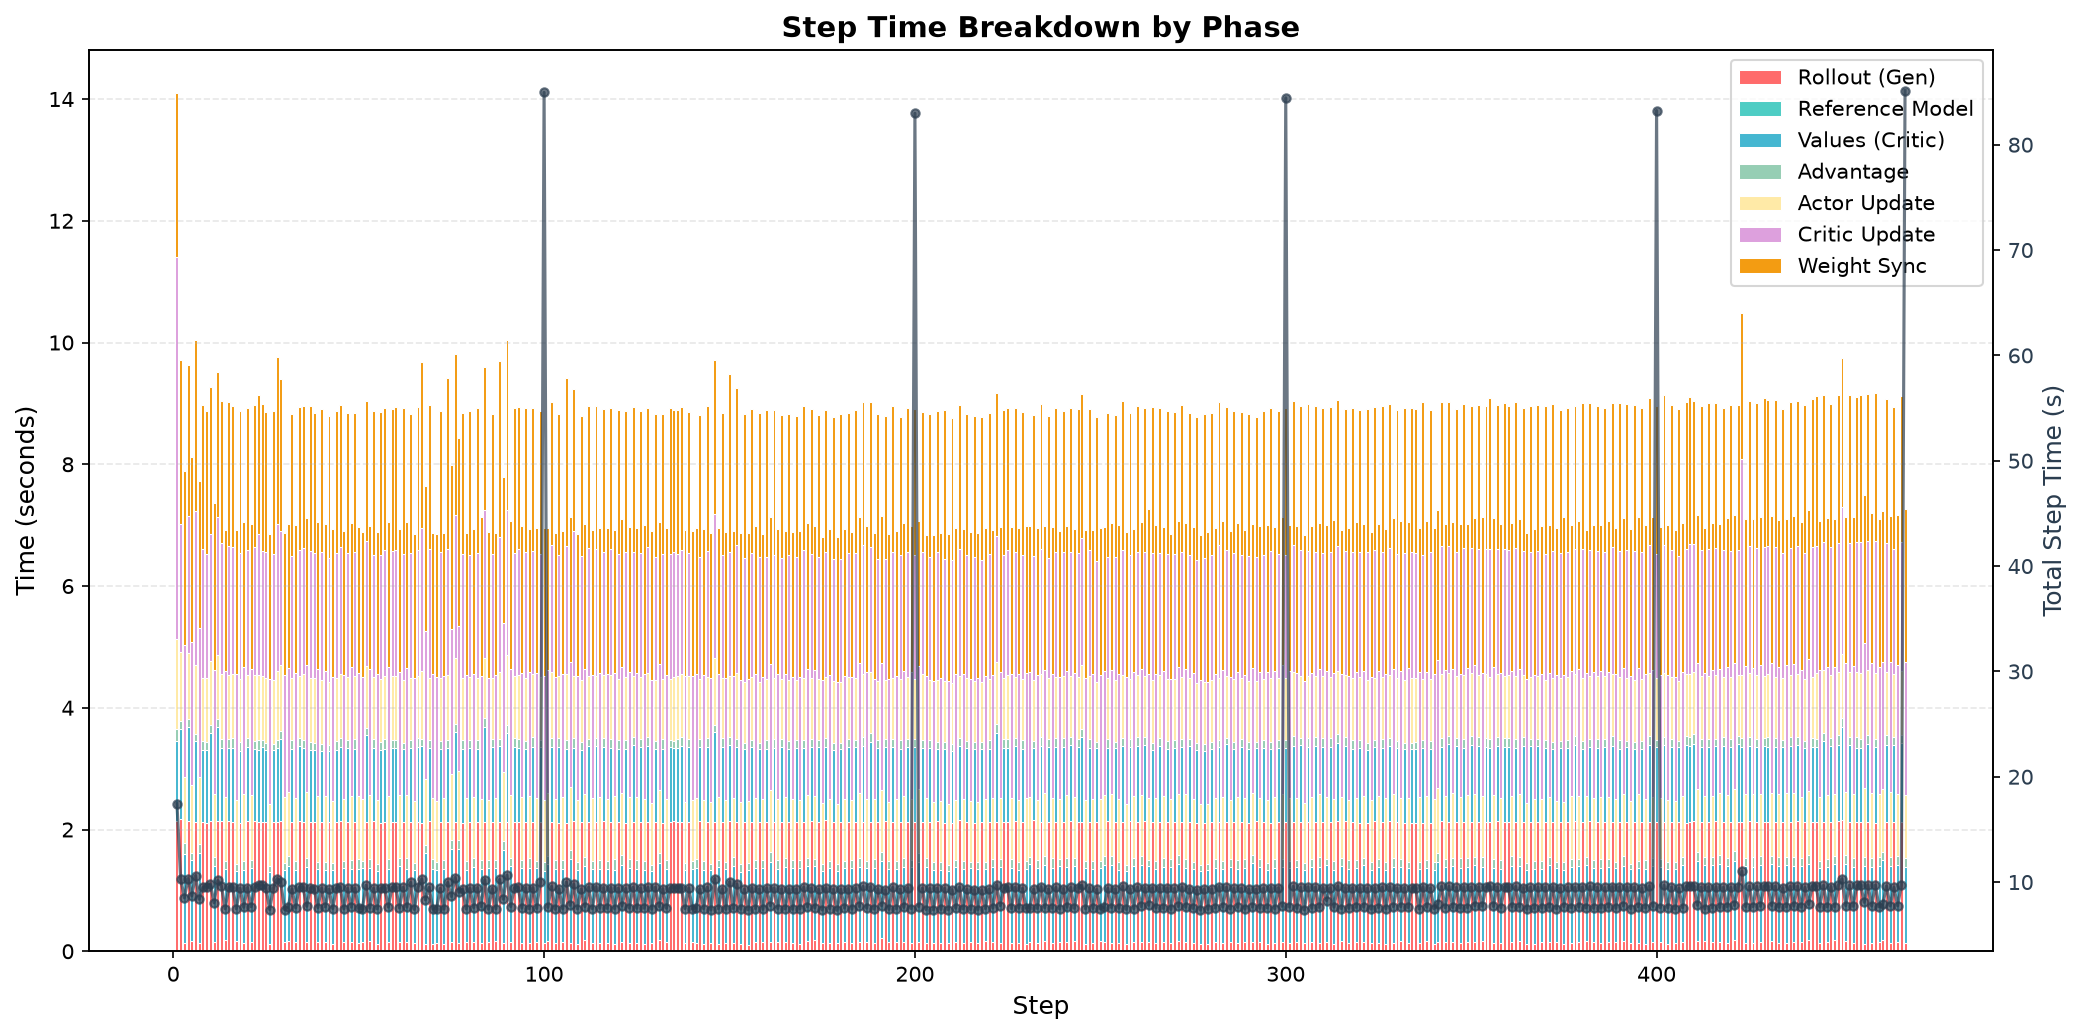 Step Time Breakdown by Phase
Rollout (Gen)
Reference Model
Values (Critic)
Advantage
Actor Update
Critic Update
Weight Sync
Time (seconds)
14
12
10
8
6
4
2
0
Total Step Time (s)
80
70
60
50
40
30
20
10
0
100
200
300
400
Step